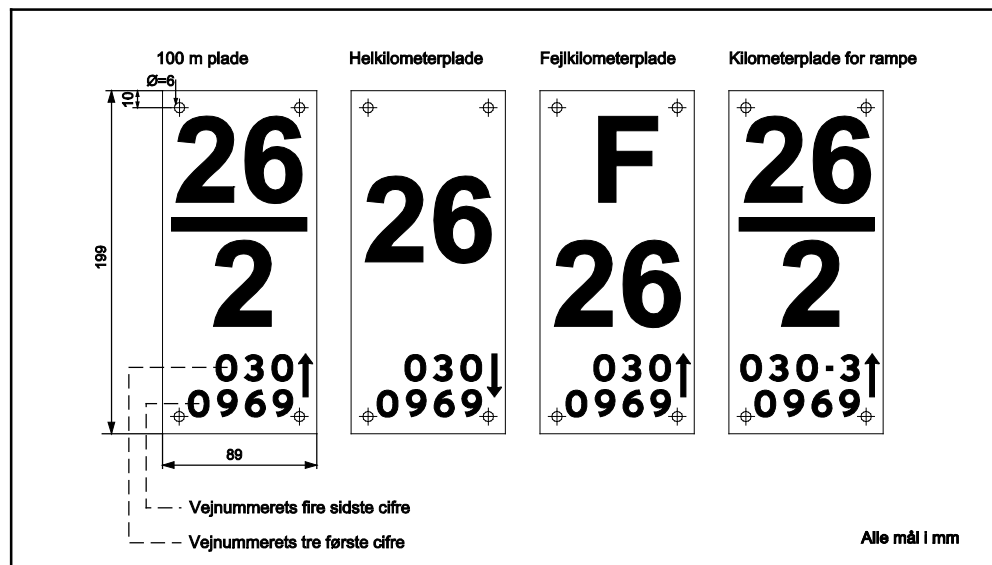 100 m plade
Helkilometerplade
Fejlkilometerplade
Kilometerplade for rampe
Ø=6
10
199
89
26
2
030
0969
26
030
0969
F
26
030
0969
26
2
030-3
0969
Vejnummerets fire sidste cifre
Vejnummerets tre første cifre
Alle mål i mm